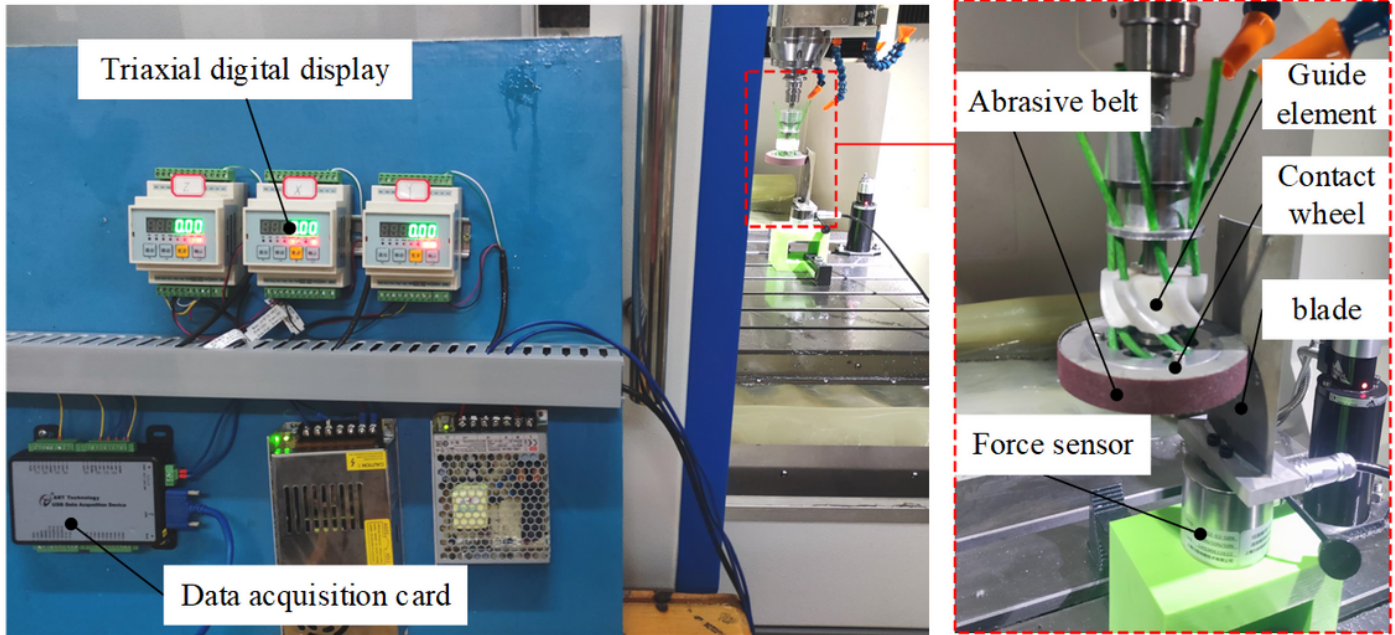 Triaxial digital display
Z
X
Y
0.00
0.00
0.00
ART Technology
USB Data Acquisition Device
Data acquisition card
Abrasive belt
Guide
element
Contact
wheel
blade
Force sensor